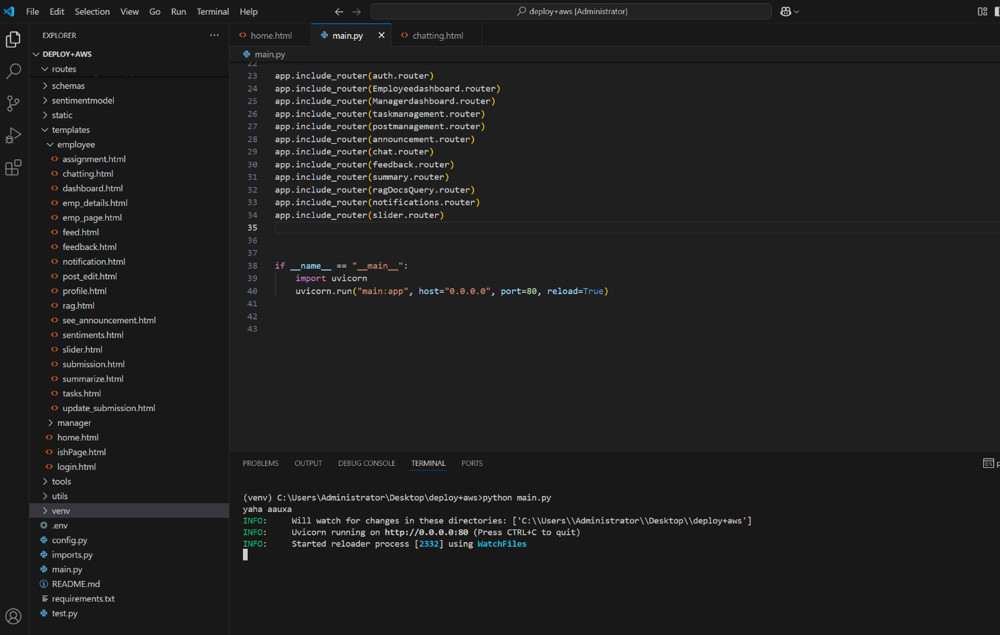 File Edit Selection View Go Run Terminal Help
deploy+aws [Administrator]
EXPLORER
DEPLOY+AWS
routes
schemas
sentimentmodel
static
templates
employee
assignment.html
chatting.html
dashboard.html
emp_details.html
emp_page.html
feed.html
feedback.html
notification.html
post_edit.html
profile.html
rag.html
see_announcement.html
sentiments.html
slider.html
submission.html
summarize.html
tasks.html
update_submission.html
manager
home.html
ishPage.html
login.html
tools
utils
venv
.env
config.py
imports.py
main.py
README.md
requirements.txt
test.py
home.html main.py chatting.html
main.py
22
23 app.include_router(auth.router)
24 app.include_router(Employeedashboard.router)
25 app.include_router(Managerdashboard.router)
26 app.include_router(taskmanagement.router)
27 app.include_router(postmanagement.router)
28 app.include_router(announcement.router)
29 app.include_router(chat.router)
30 app.include_router(feedback.router)
31 app.include_router(summary.router)
32 app.include_router(ragDocsQuery.router)
33 app.include_router(notifications.router)
34 app.include_router(slider.router)
35
36
37
38 if __name__ == "__main__":
39 import uvicorn
40 uvicorn.run("main:app", host="0.0.0.0", port=80, reload=True)
41
42
43
PROBLEMS OUTPUT DEBUG CONSOLE TERMINAL PORTS
(venv) C:\Users\Administrator\Desktop\deploy+aws>python main.py
yaha aauxa
INFO: Will watch for changes in these directories: ['C:\\Users\\Administrator\\Desktop\\deploy+aws']
INFO: Uvicorn running on http://0.0.0.0:80 (Press CTRL+C to quit)
INFO: Started reloader process [2332] using WatchFiles